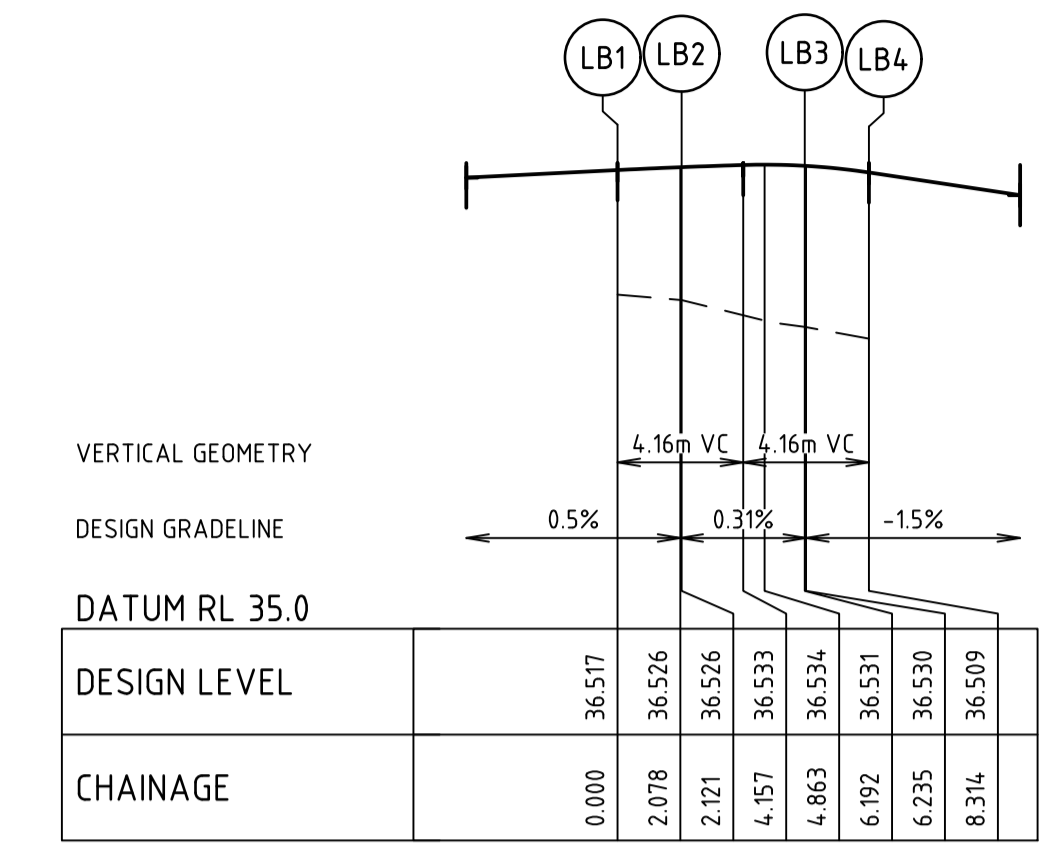 LB1 LB2 LB3 LB4
VERTICAL GEOMETRY 4.16m VC 4.16m VC
DESIGN GRADELINE 0.5% 0.31% -1.5%
DATUM RL 35.0
DESIGN LEVEL 36.517 36.526 36.526 36.533 36.534 36.531 36.530 36.509
CHAINAGE 0.000 2.078 2.121 4.157 4.863 6.192 6.235 8.314